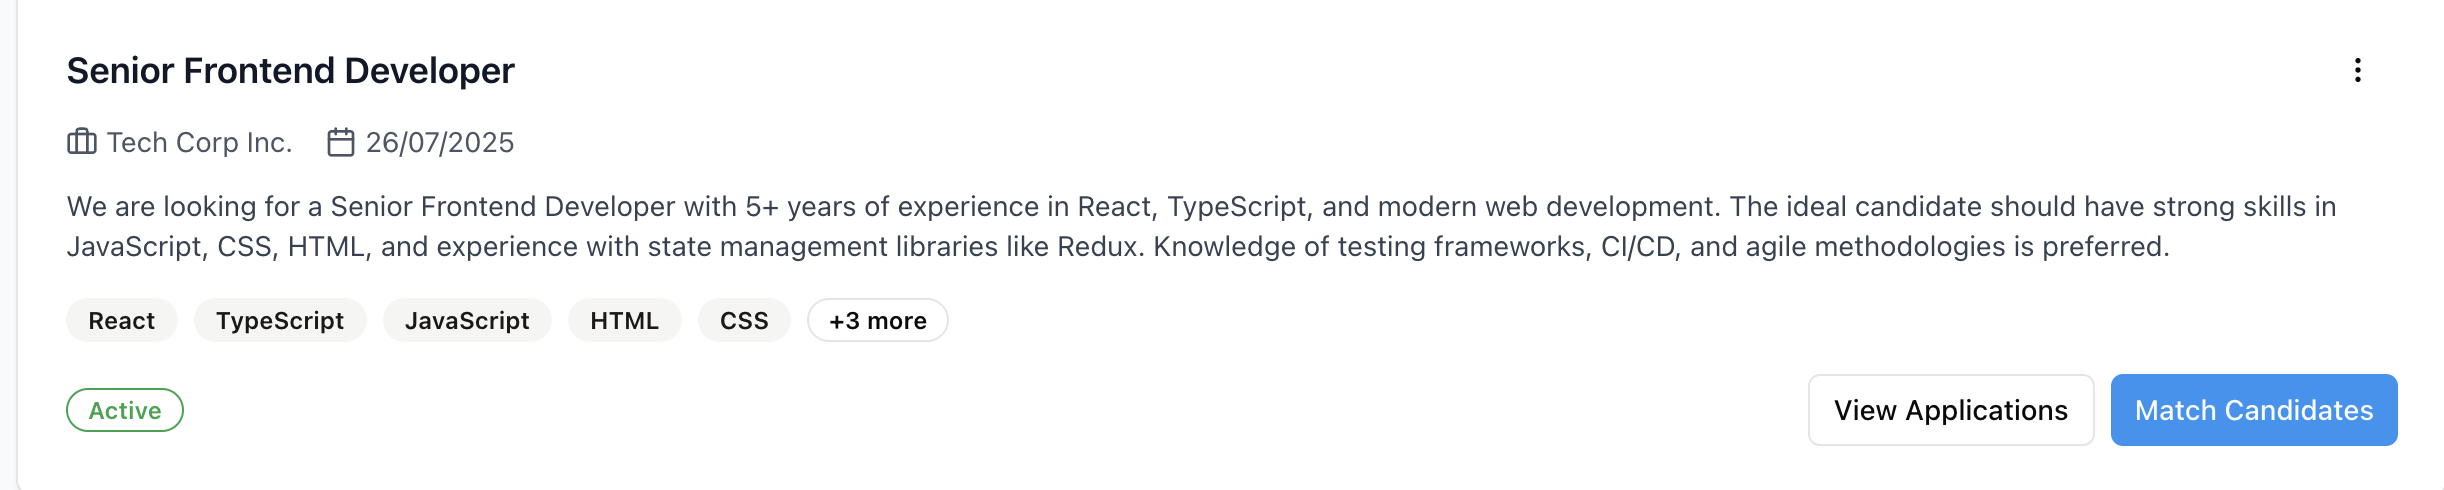 Senior Frontend Developer
Tech Corp Inc. 26/07/2025
We are looking for a Senior Frontend Developer with 5+ years of experience in React, TypeScript, and modern web development. The ideal candidate should have strong skills in
JavaScript, CSS, HTML, and experience with state management libraries like Redux. Knowledge of testing frameworks, CI/CD, and agile methodologies is preferred.
React TypeScript JavaScript HTML CSS +3 more
Active View Applications Match Candidates